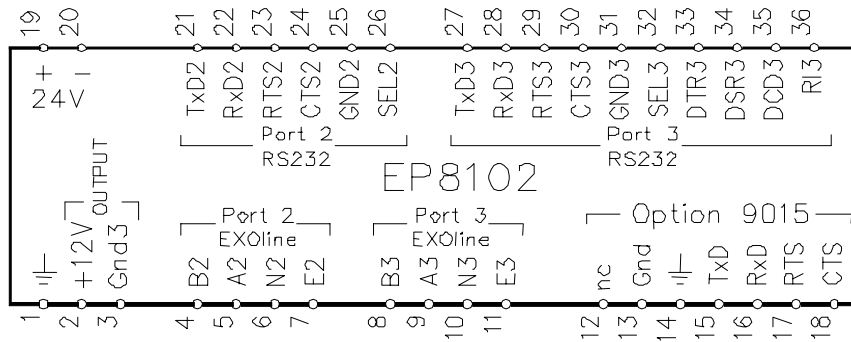 19 20 21 22 23 24 25 26 27 28 29 30 31 32 33 34 35 36
+ - TxD2 RxD2 RTS2 CTS2 GND2 SEL2 TxD3 RxD3 RTS3 CTS3 GND3 SEL3 DTR3 DSR3 DCD3 RI3
24V
Port 2 Port 3
RS232 RS232
EP8102
OUTPUT
Port 2 Port 3 Option 9015
EXOline EXOline
+12V Gnd3 B2 A2 N2 E2 B3 A3 N3 E3 nc Gnd TxD RxD RTS CTS
1 2 3 4 5 6 7 8 9 10 11 12 13 14 15 16 17 18